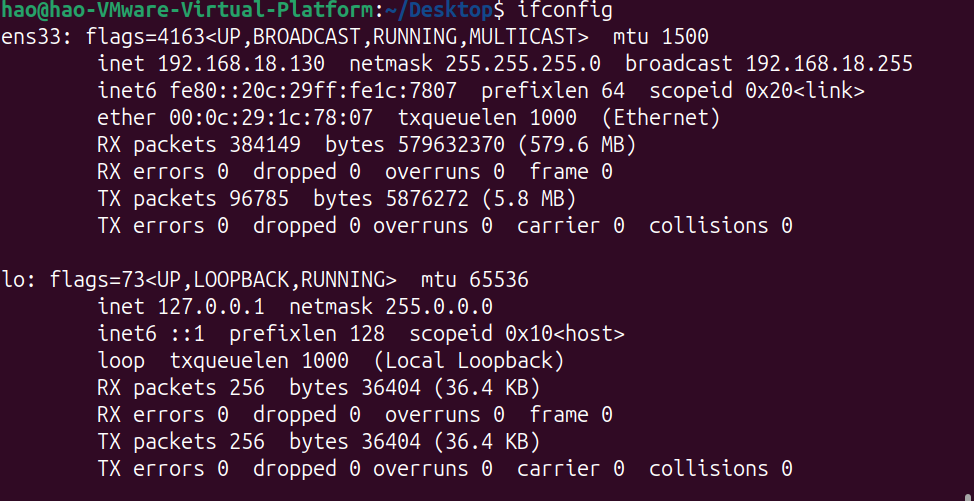 hao@hao-VMware-Virtual-Platform:~/Desktop$ ifconfig
ens33: flags=4163<UP,BROADCAST,RUNNING,MULTICAST>  mtu 1500
        inet 192.168.18.130  netmask 255.255.255.0  broadcast 192.168.18.255
        inet6 fe80::20c:29ff:fe1c:7807  prefixlen 64  scopeid 0x20<link>
        ether 00:0c:29:1c:78:07  txqueuelen 1000  (Ethernet)
        RX packets 384149  bytes 579632370 (579.6 MB)
        RX errors 0  dropped 0  overruns 0  frame 0
        TX packets 96785  bytes 5876272 (5.8 MB)
        TX errors 0  dropped 0 overruns 0  carrier 0  collisions 0

lo: flags=73<UP,LOOPBACK,RUNNING>  mtu 65536
        inet 127.0.0.1  netmask 255.0.0.0
        inet6 ::1  prefixlen 128  scopeid 0x10<host>
        loop  txqueuelen 1000  (Local Loopback)
        RX packets 256  bytes 36404 (36.4 KB)
        RX errors 0  dropped 0  overruns 0  frame 0
        TX packets 256  bytes 36404 (36.4 KB)
        TX errors 0  dropped 0 overruns 0  carrier 0  collisions 0